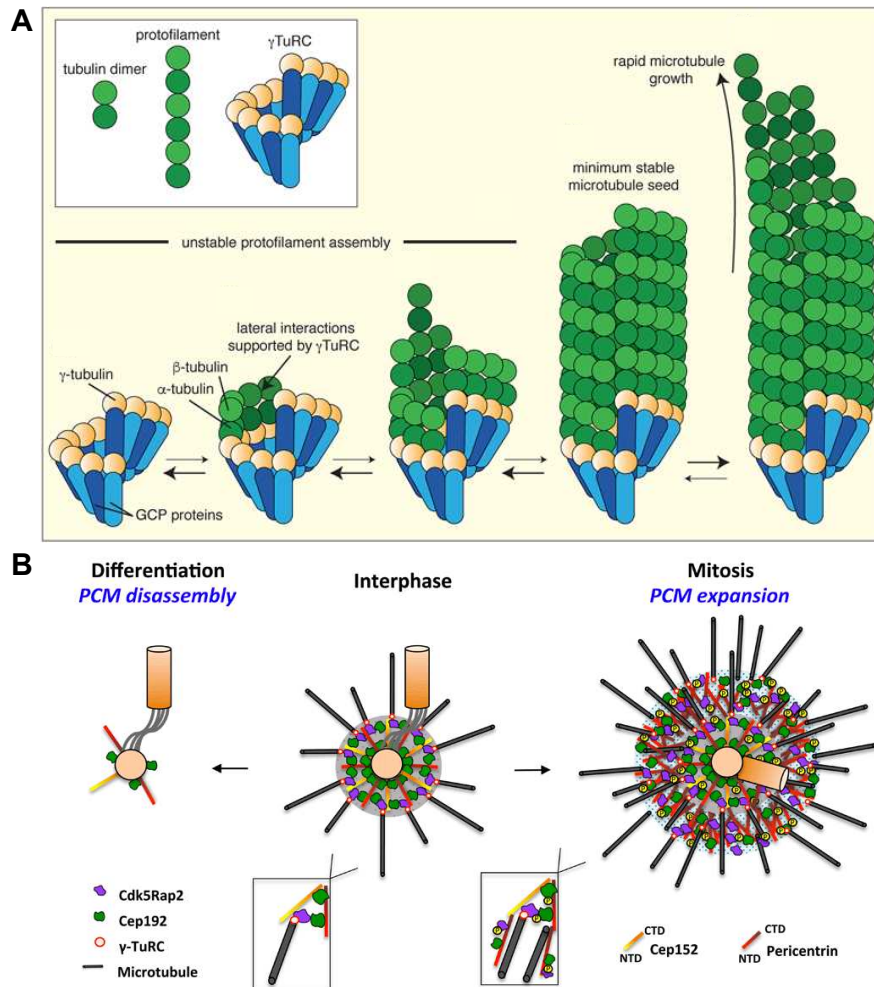 A
tubulin dimer
protofilament
γTuRC
rapid microtubule
growth
minimum stable
microtubule seed
unstable protofilament assembly
lateral interactions
supported by γTuRC
γ-tubulin
β-tubulin
α-tubulin
GCP proteins
B
Differentiation
PCM disassembly
Interphase
Mitosis
PCM expansion
P
Cdk5Rap2
Cep192
γ-TuRC
Microtubule
CTD
NTD
Cep152
CTD
NTD
Pericentrin